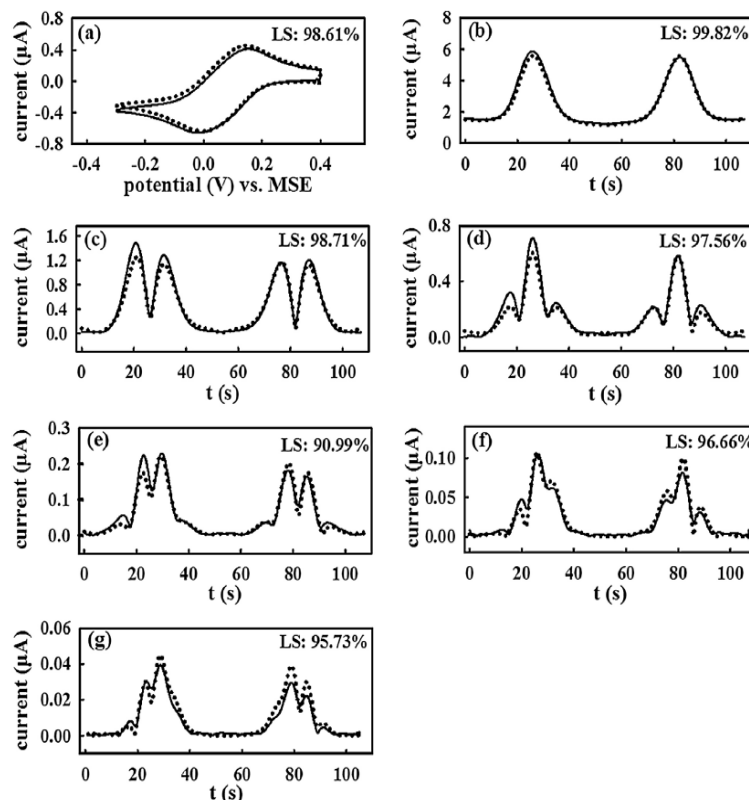 (a) LS: 98.61%
current (µA)
0.8
0.4
0.0
-0.4
-0.8
-0.4 -0.2 0.0 0.2 0.4
potential (V) vs. MSE
(b) LS: 99.82%
current (µA)
8
6
4
2
0
0 20 40 60 80 100
t (s)
(c) LS: 98.71%
current (µA)
1.6
1.2
0.8
0.4
0.0
0 20 40 60 80 100
t (s)
(d) LS: 97.56%
current (µA)
0.8
0.4
0.0
0 20 40 60 80 100
t (s)
(e) LS: 90.99%
current (µA)
0.3
0.2
0.1
0.0
0 20 40 60 80 100
t (s)
(f) LS: 96.66%
current (µA)
0.10
0.05
0.00
0 20 40 60 80 100
t (s)
(g) LS: 95.73%
current (µA)
0.06
0.04
0.02
0.00
0 20 40 60 80 100
t (s)